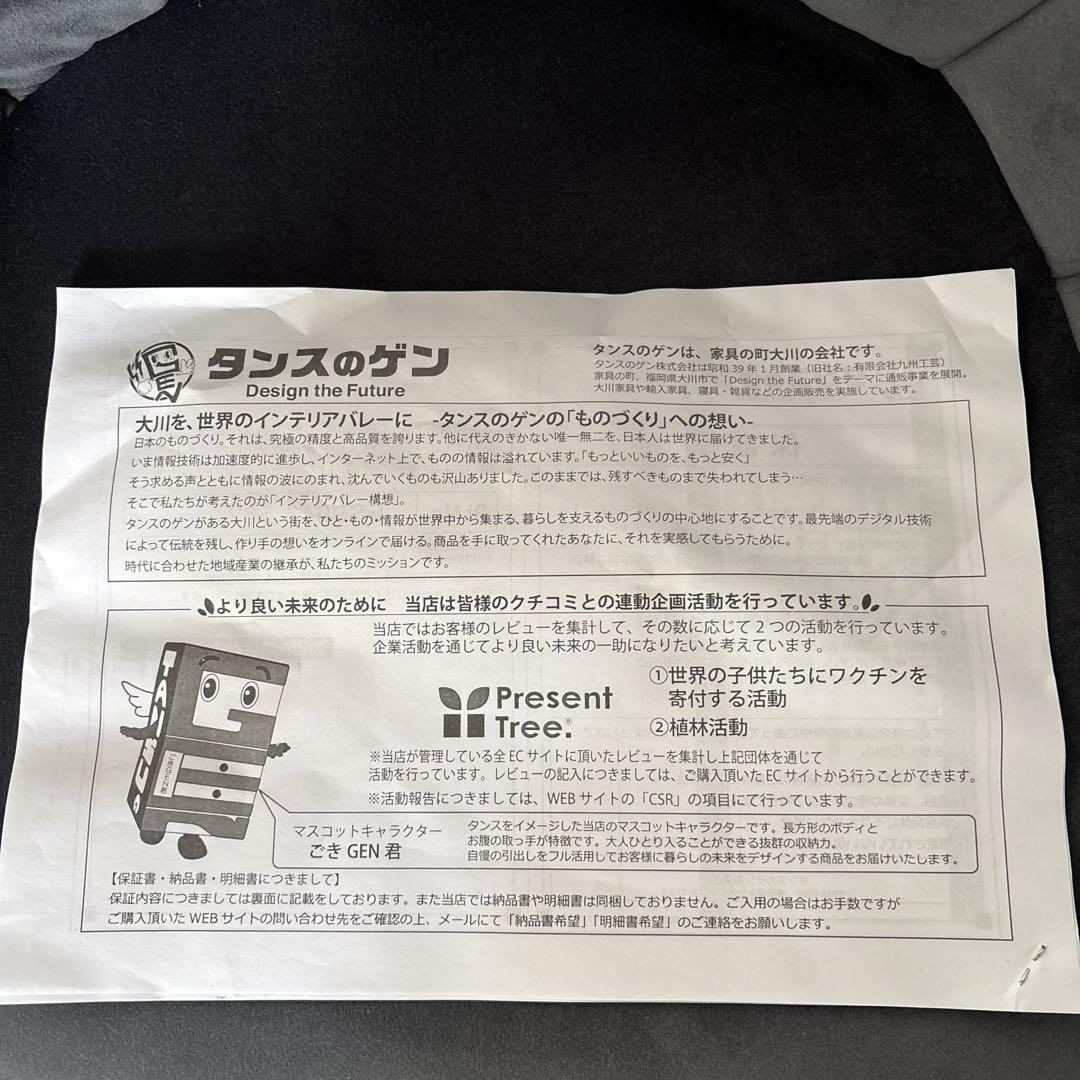 タンスのゲン
Design the Future
タンスのゲンは、家具の町大川の会社です。
タンスのゲン株式会社は昭和39年1月創業（旧社名：有限会社九州工芸）
家具の町、福岡県大川市で「Design the Future」をテーマに通販事業を展開。
大川家具や輸入家具、寝具・雑貨などの企画販売を実施しています。
大川を、世界のインテリアバレーに -タンスのゲンの「ものづくり」への想い-
日本のものづくり。それは、究極の精度と高品質を誇ります。他に代えのきかない唯一無二を、日本人は世界に届けてきました。
いま情報技術は加速度的に進歩し、インターネット上で、ものの情報は溢れています。「もっといいものを、もっと安く」
そう求める声とともに情報の波にのまれ、沈んでいくものも沢山ありました。このままでは、残すべきものまで失われてしまう…
そこで私たちが考えたのが「インテリアバレー構想」。
タンスのゲンがある大川という街を、ひと・もの・情報が世界中から集まる、暮らしを支えるものづくりの中心地にすることです。最先端のデジタル技術
によって伝統を残し、作り手の想いをオンラインで届ける。商品を手に取ってくれたあなたに、それを実感してもらうために。
時代に合わせた地域産業の継承が、私たちのミッションです。
より良い未来のために 当店は皆様のクチコミとの連動企画活動を行っています。
当店ではお客様のレビューを集計して、その数に応じて2つの活動を行っています。
企業活動を通じてより良い未来の一助になりたいと考えています。
Present
Tree®
①世界の子供たちにワクチンを
寄付する活動
②植林活動
※当店が管理している全ECサイトに頂いたレビューを集計し上記団体を通じて
活動を行っています。レビューの記入につきましては、ご購入頂いたECサイトから行うことができます。
※活動報告につきましては、WEBサイトの「CSR」の項目にて行っています。
ごきGEN君
マスコットキャラクター
ごきGEN君
タンスをイメージした当店のマスコットキャラクターです。長方形のボディと
お腹の取っ手が特徴です。大人ひとり入ることができる抜群の収納力。
自慢の引出しをフル活用してお客様に暮らしの未来をデザインする商品をお届けいたします。
【保証書・納品書・明細書につきまして】
保証内容につきましては裏面に記載をしております。また当店では納品書や明細書は同梱しておりません。ご入用の場合はお手数ですが
ご購入頂いたWEBサイトの問い合わせ先をご確認の上、メールにて「納品書希望」「明細書希望」のご連絡をお願いします。